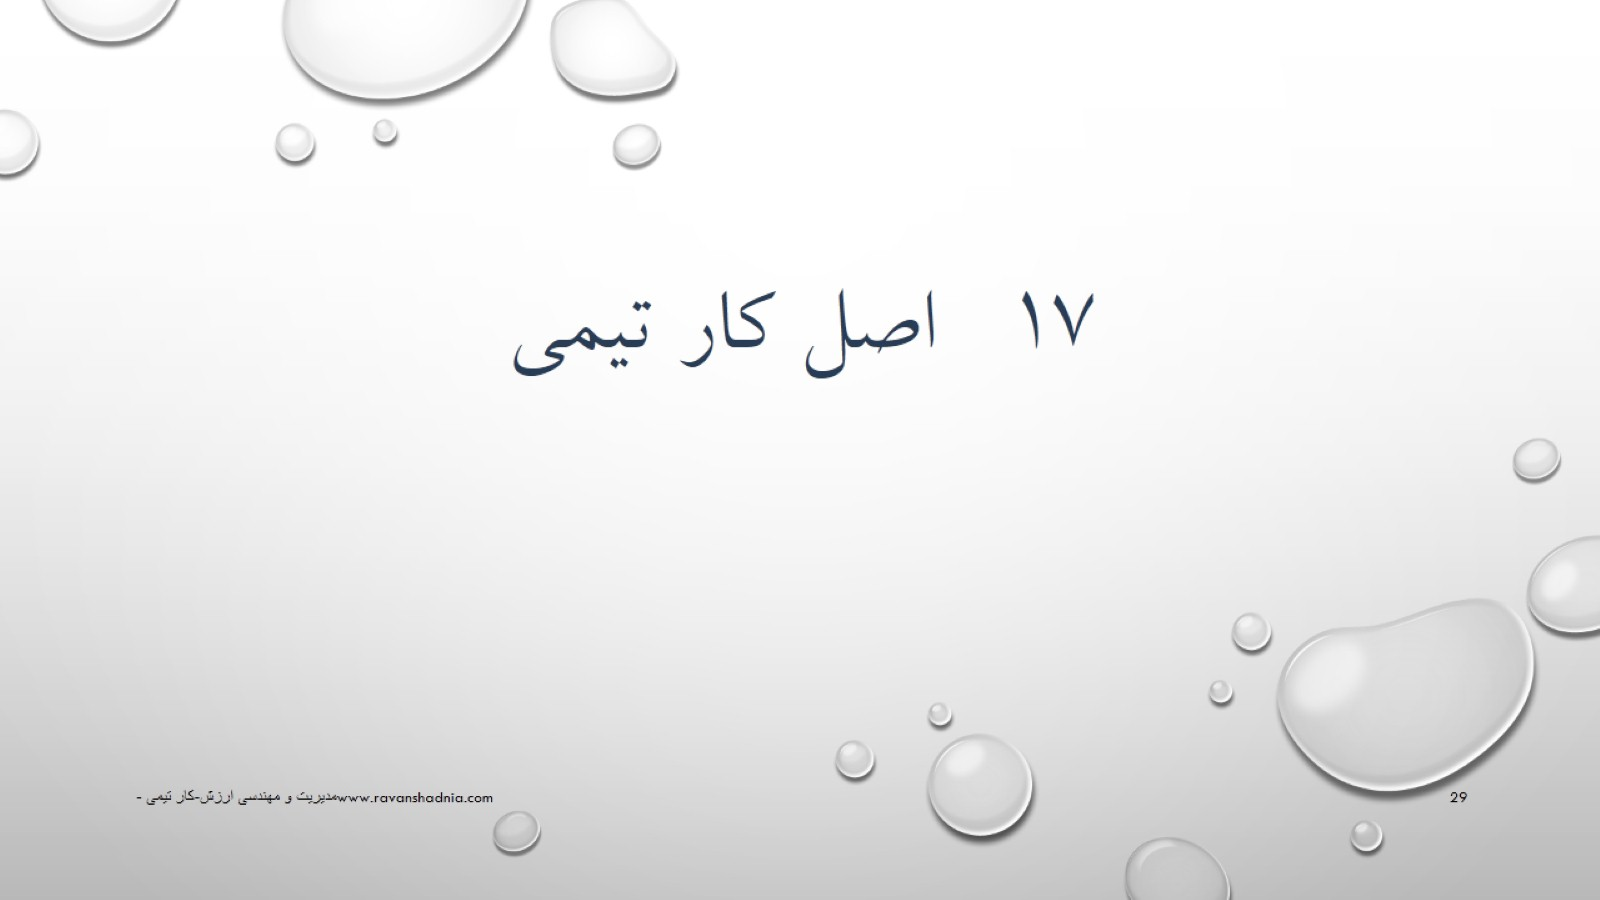 ۱۷ اصل کار تیمی
مدیریت و مهندسی ارزش-کار تیمی - www.ravanshadnia.com
29